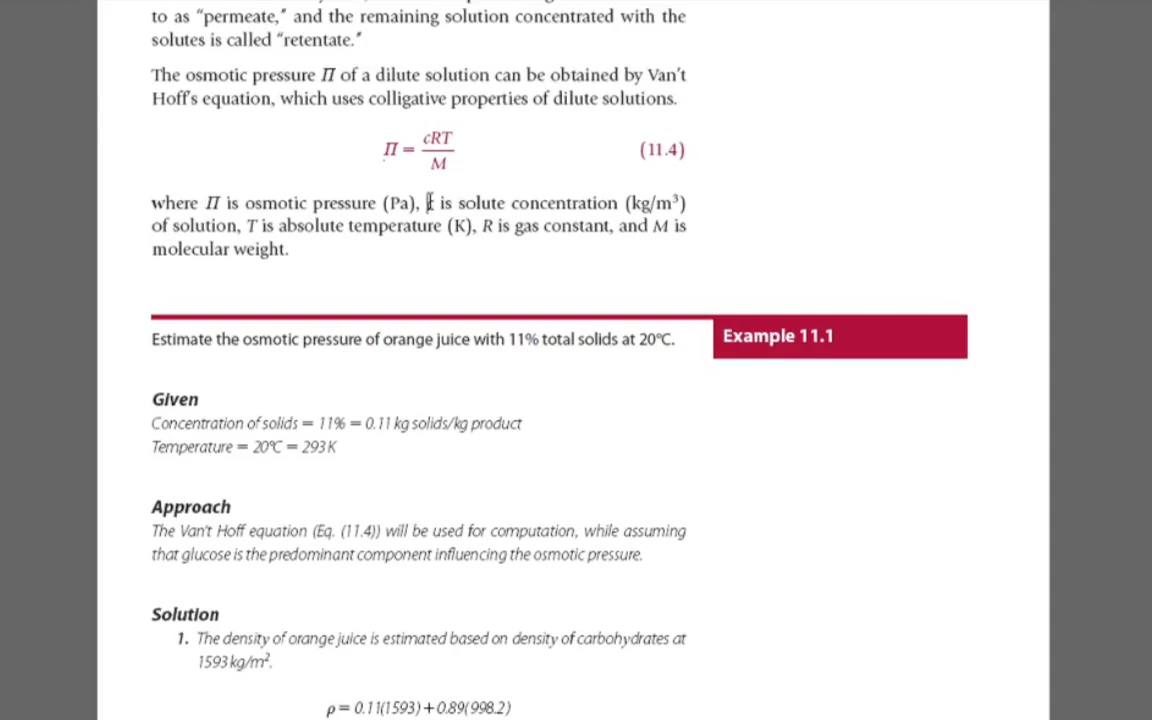 to as “permeate,” and the remaining solution concentrated with the
solutes is called “retentate.”
The osmotic pressure Π of a dilute solution can be obtained by Van’t
Hoff’s equation, which uses colligative properties of dilute solutions.
Π = cRT / M (11.4)
where Π is osmotic pressure (Pa), c is solute concentration (kg/m³)
of solution, T is absolute temperature (K), R is gas constant, and M is
molecular weight.
Estimate the osmotic pressure of orange juice with 11% total solids at 20°C. Example 11.1
Given
Concentration of solids = 11% = 0.11 kg solids/kg product
Temperature = 20°C = 293 K
Approach
The Van’t Hoff equation (Eq. (11.4)) will be used for computation, while assuming
that glucose is the predominant component influencing the osmotic pressure.
Solution
1. The density of orange juice is estimated based on density of carbohydrates at
1593 kg/m².
ρ = 0.11(1593) + 0.89(998.2)